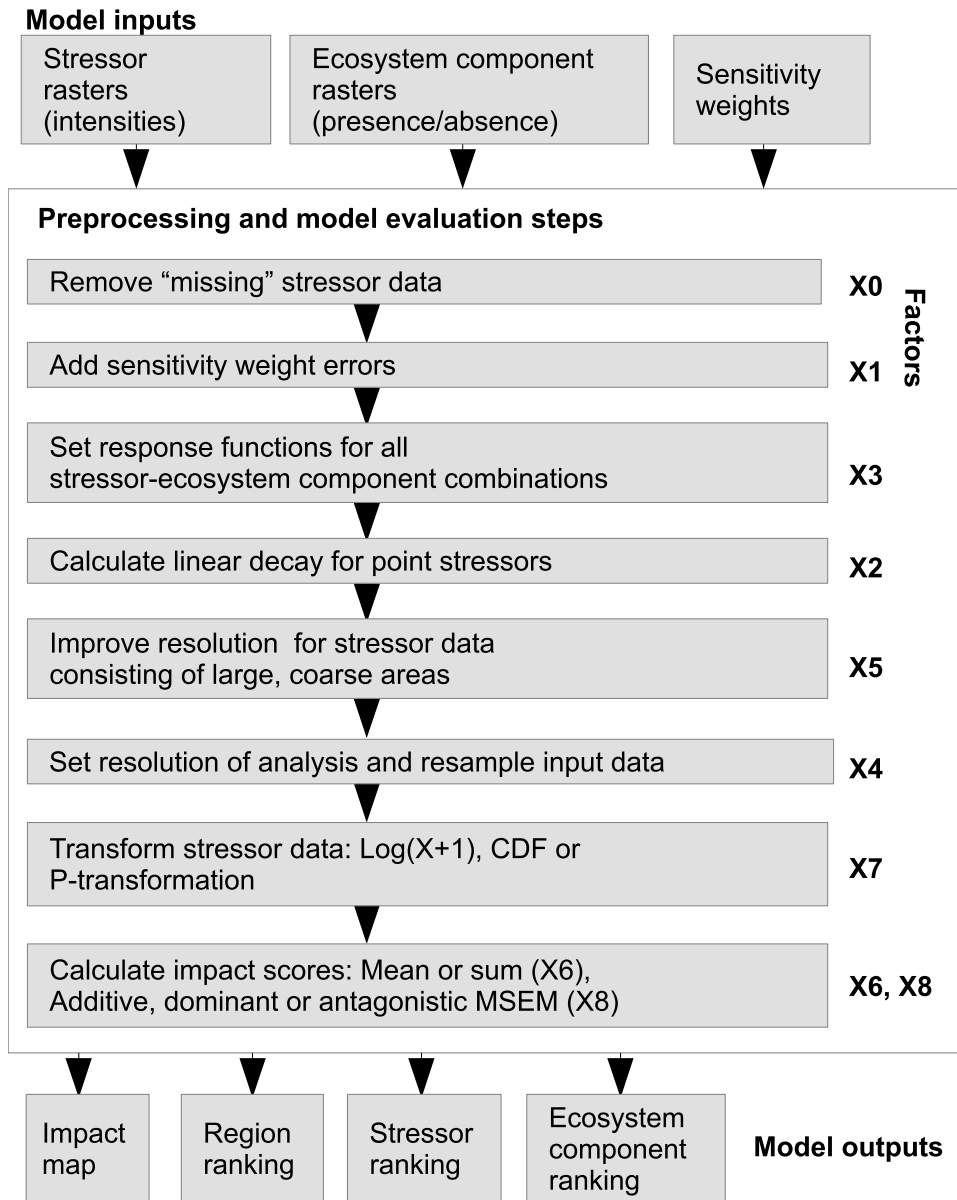 Model inputs
Stressor
rasters
(intensities)
Ecosystem component
rasters
(presence/absence)
Sensitivity
weights
Preprocessing and model evaluation steps
Remove “missing” stressor data
X0
Factors
Add sensitivity weight errors
X1
Set response functions for all
stressor-ecosystem component combinations
X3
Calculate linear decay for point stressors
X2
Improve resolution  for stressor data
consisting of large, coarse areas
X5
Set resolution of analysis and resample input data
X4
Transform stressor data: Log(X+1), CDF or
P-transformation
X7
Calculate impact scores: Mean or sum (X6),
Additive, dominant or antagonistic MSEM (X8)
X6, X8
Impact
map
Region
ranking
Stressor
ranking
Ecosystem
component
ranking
Model outputs